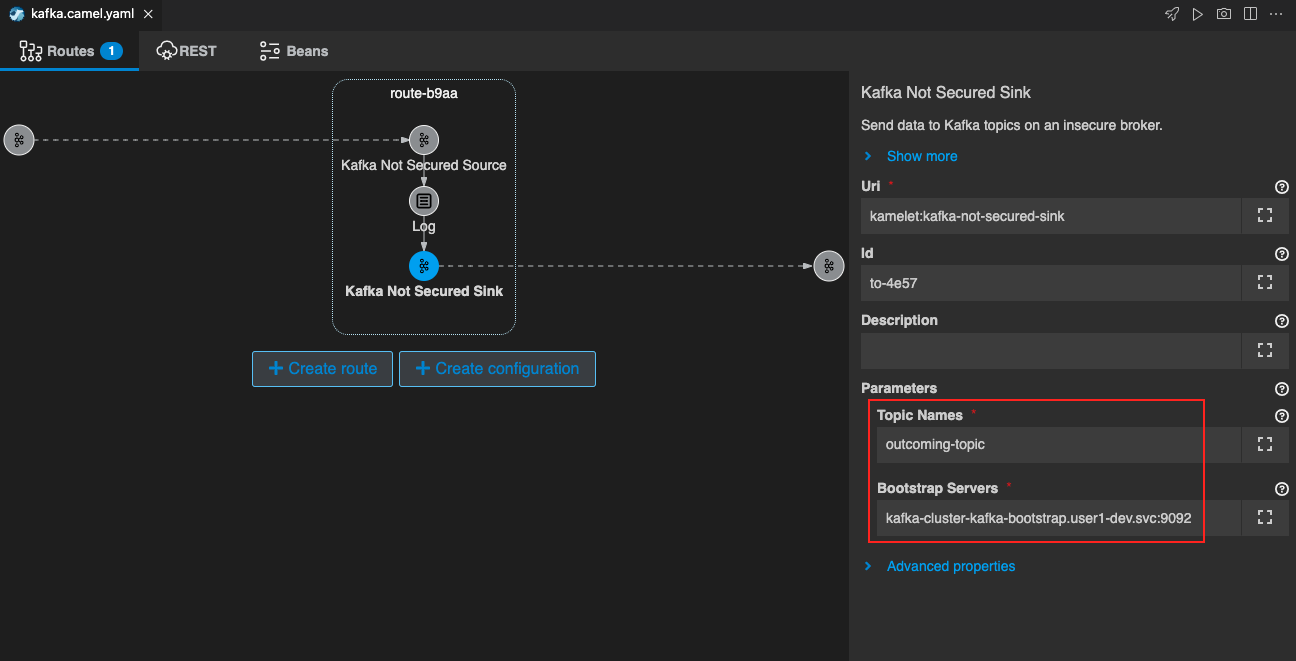 kafka.camel.yaml
Routes 1
REST
Beans
route-b9aa
Kafka Not Secured Source
Log
Kafka Not Secured Sink
+ Create route
+ Create configuration
Kafka Not Secured Sink
Send data to Kafka topics on an insecure broker.
Show more
Uri *
kamelet:kafka-not-secured-sink
Id
to-4e57
Description
Parameters
Topic Names *
outcoming-topic
Bootstrap Servers *
kafka-cluster-kafka-bootstrap.user1-dev.svc:9092
Advanced properties